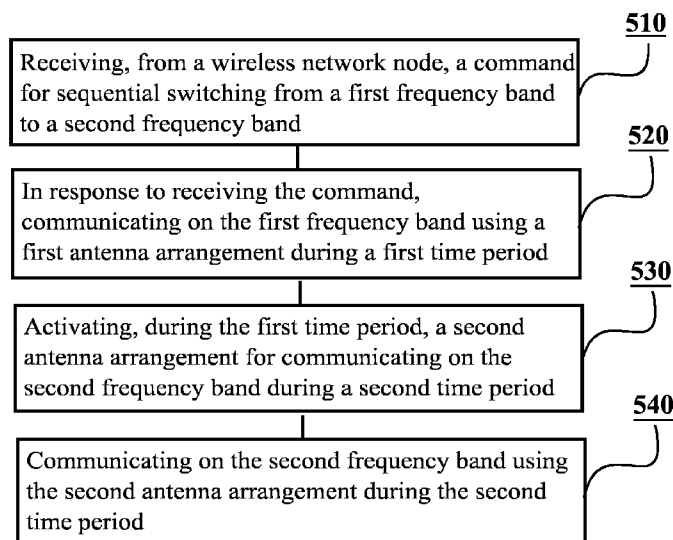 510
Receiving, from a wireless network node, a command
for sequential switching from a first frequency band
to a second frequency band
520
In response to receiving the command,
communicating on the first frequency band using a
first antenna arrangement during a first time period
530
Activating, during the first time period, a second
antenna arrangement for communicating on the
second frequency band during a second time period
540
Communicating on the second frequency band using
the second antenna arrangement during the second
time period